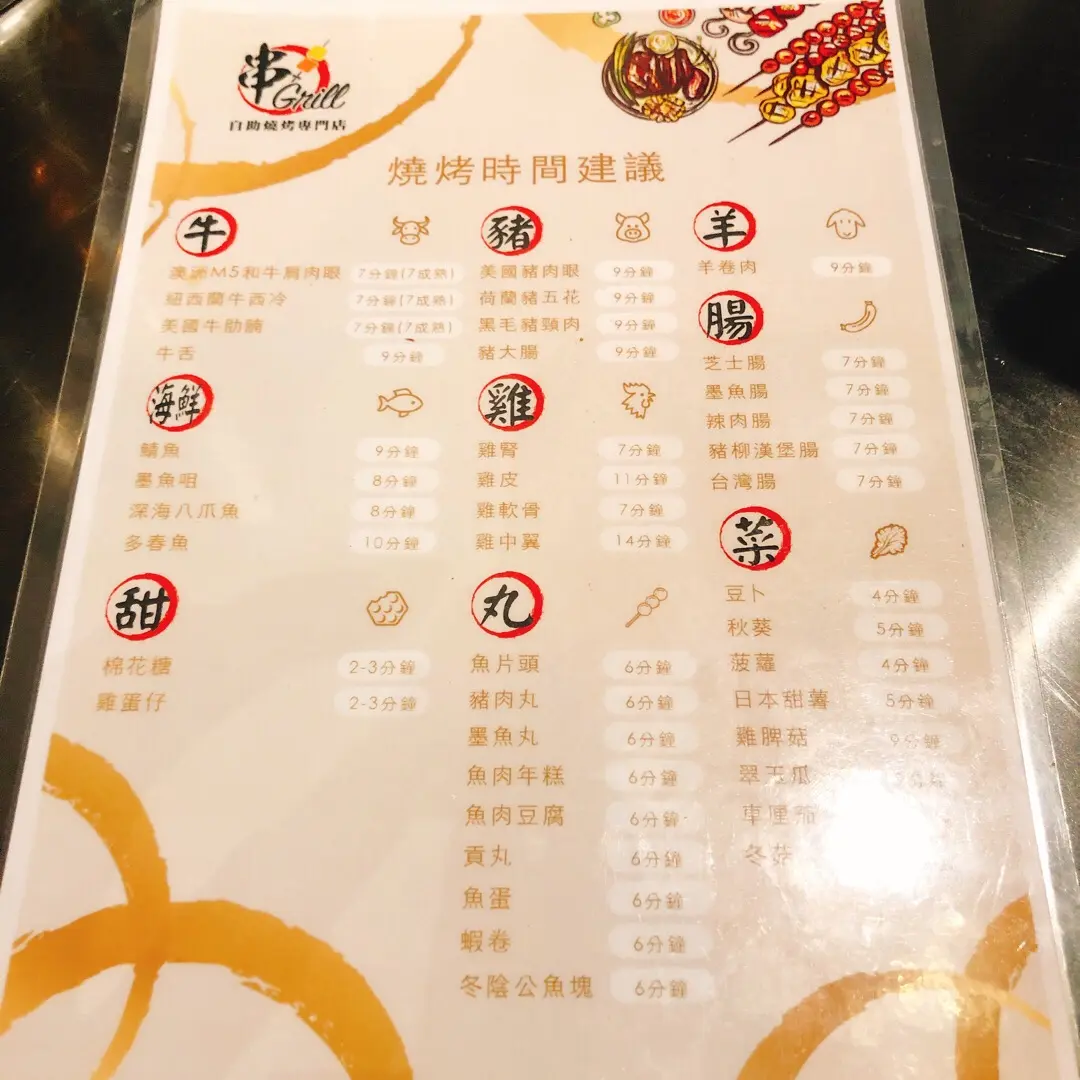 串
Grill
自助燒烤專門店
燒烤時間建議
牛
澳洲M5和牛肩肉眼 7分鐘(7成熟)
紐西蘭牛西冷 7分鐘(7成熟)
美國牛肋脢 7分鐘(7成熟)
牛舌 9分鐘
海鮮
鯖魚 9分鐘
墨魚咀 8分鐘
深海八爪魚 8分鐘
多春魚 10分鐘
甜
棉花糖 2-3分鐘
雞蛋仔 2-3分鐘
豬
美國豬肉眼 9分鐘
荷蘭豬五花 9分鐘
黑毛豬頸肉 9分鐘
豬大腸 9分鐘
雞
雞腎 7分鐘
雞皮 11分鐘
雞軟骨 7分鐘
雞中翼 14分鐘
丸
魚片頭 6分鐘
豬肉丸 6分鐘
墨魚丸 6分鐘
魚肉年糕 6分鐘
魚肉豆腐 6分鐘
貢丸 6分鐘
魚蛋 6分鐘
蝦卷 6分鐘
冬陰公魚塊 6分鐘
羊
羊卷肉 9分鐘
腸
芝士腸 7分鐘
墨魚腸 7分鐘
辣肉腸 7分鐘
豬柳漢堡腸 7分鐘
台灣腸 7分鐘
菜
豆卜 4分鐘
秋葵 5分鐘
菠蘿 4分鐘
日本甜薯 5分鐘
雞脾菇 9分鐘
翠玉瓜
車厘茄
冬菇